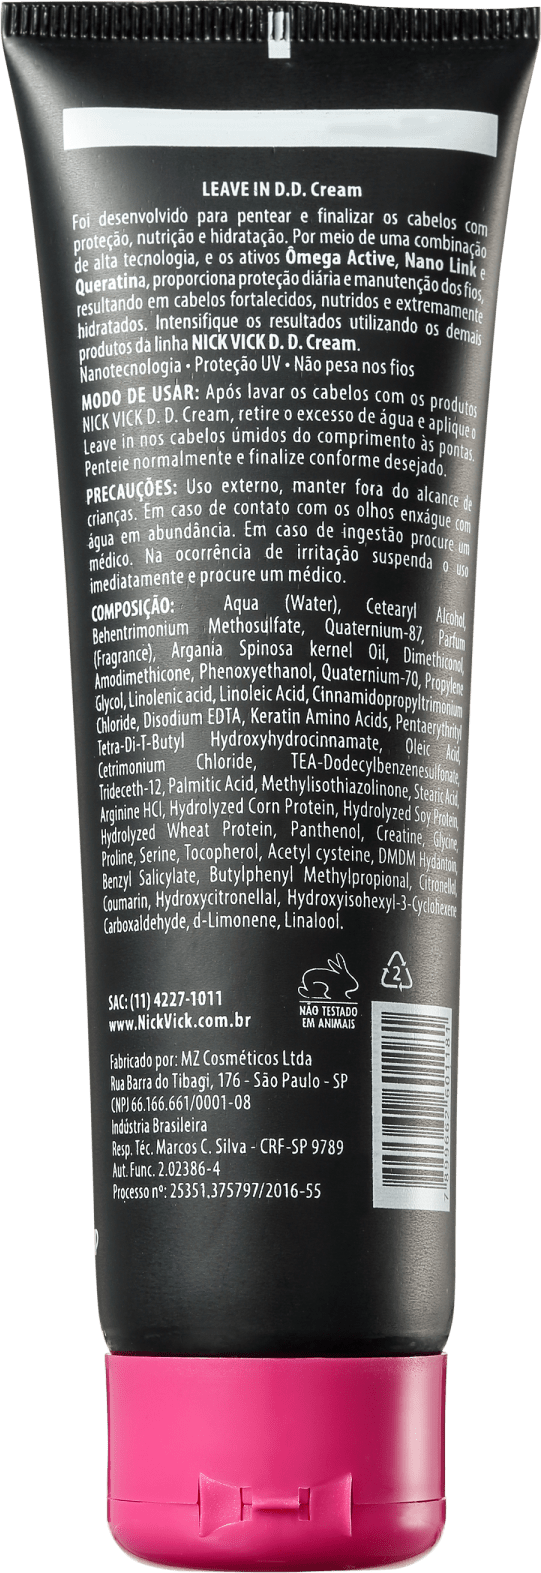 LEAVE IN D.D. Cream
Foi desenvolvido para pentear e finalizar os cabelos com
proteção, nutrição e hidratação. Por meio de uma combinação
de alta tecnologia, e os ativos Ômega Active, Nano Link e
Queratina, proporciona proteção diária e manutenção dos fios,
resultando em cabelos fortalecidos, nutridos e extremamente
hidratados. Intensifique os resultados utilizando os demais
produtos da linha NICK VICK D. D. Cream.
Nanotecnologia • Proteção UV • Não pesa nos fios
MODO DE USAR: Após lavar os cabelos com os produtos
NICK VICK D. D. Cream, retire o excesso de água e aplique o
Leave in nos cabelos úmidos do comprimento às pontas.
Penteie normalmente e finalize conforme desejado.
PRECAUÇÕES: Uso externo, manter fora do alcance de
crianças. Em caso de contato com os olhos enxágue com
água em abundância. Em caso de ingestão procure um
médico. Na ocorrência de irritação suspenda o uso
imediatamente e procure um médico.
COMPOSIÇÃO: Aqua (Water), Cetearyl Alcohol,
Behentrimonium Methosulfate, Quaternium-87, Parfum
(Fragrance), Argania Spinosa kernel Oil, Dimethiconol,
Amodimethicone, Phenoxyethanol, Quaternium-70, Propylene
Glycol, Linolenic acid, Linoleic Acid, Cinnamidopropyltrimonium
Chloride, Disodium EDTA, Keratin Amino Acids, Pentaerythrityl
Tetra-Di-T-Butyl Hydroxyhydrocinnamate, Oleic Acid,
Cetrimonium Chloride, TEA-Dodecylbenzenesulfonate,
Trideceth-12, Palmitic Acid, Methylisothiazolinone, Stearic Acid,
Arginine HCl, Hydrolyzed Corn Protein, Hydrolyzed Soy Protein,
Hydrolyzed Wheat Protein, Panthenol, Creatine, Glycine,
Proline, Serine, Tocopherol, Acetyl cysteine, DMDM Hydantoin,
Benzyl Salicylate, Butylphenyl Methylpropional, Citronellol,
Coumarin, Hydroxycitronellal, Hydroxyisohexyl-3-Cyclohexene
Carboxaldehyde, d-Limonene, Linalool.
SAC: (11) 4227-1011
www.NickVick.com.br
NÃO TESTADO
EM ANIMAIS
2
Fabricado por: MZ Cosméticos Ltda
Rua Barra do Tibagi, 176 - São Paulo - SP
CNPJ 66.166.661/0001-08
Indústria Brasileira
Resp. Téc. Marcos C. Silva - CRF-SP 9789
Aut. Func. 2.02386-4
Processo nº: 25351.375797/2016-55